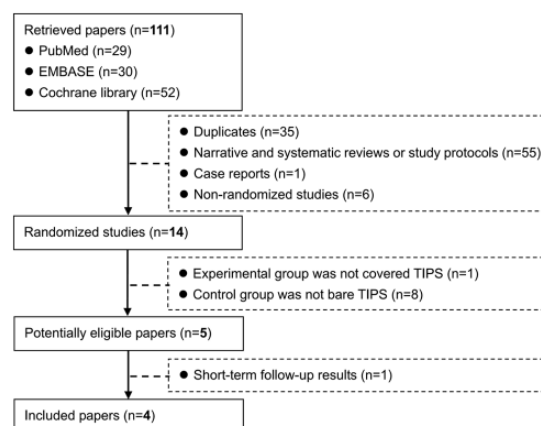 Retrieved papers (n=111)
● PubMed (n=29)
● EMBASE (n=30)
● Cochrane library (n=52)
● Duplicates (n=35)
● Narrative and systematic reviews or study protocols (n=55)
● Case reports (n=1)
● Non-randomized studies (n=6)
Randomized studies (n=14)
● Experimental group was not covered TIPS (n=1)
● Control group was not bare TIPS (n=8)
Potentially eligible papers (n=5)
● Short-term follow-up results (n=1)
Included papers (n=4)